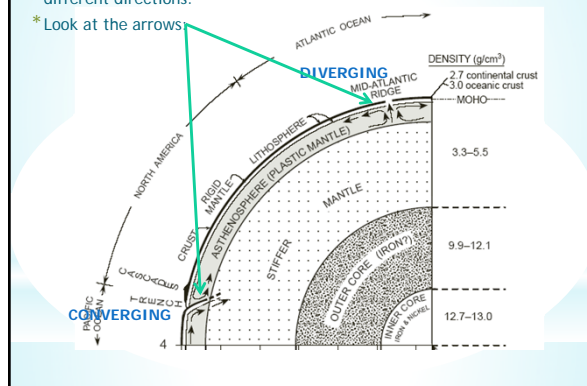 different directions.
*Look at the arrows.
ATLANTIC OCEAN
DENSITY (g/cm³)
2.7 continental crust
3.0 oceanic crust
MOHO
DIVERGING
MID-ATLANTIC
RIDGE
LITHOSPHERE
NORTH AMERICA
RIGID
MANTLE
ASTHENOSPHERE (PLASTIC MANTLE)
3.3–5.5
MANTLE
CRUST
STIFFER
CASCADES
TRENCH
OUTER CORE (IRON?)
9.9–12.1
PACIFIC
OCEAN
CONVERGING
INNER CORE
IRON & NICKEL
12.7–13.0
4